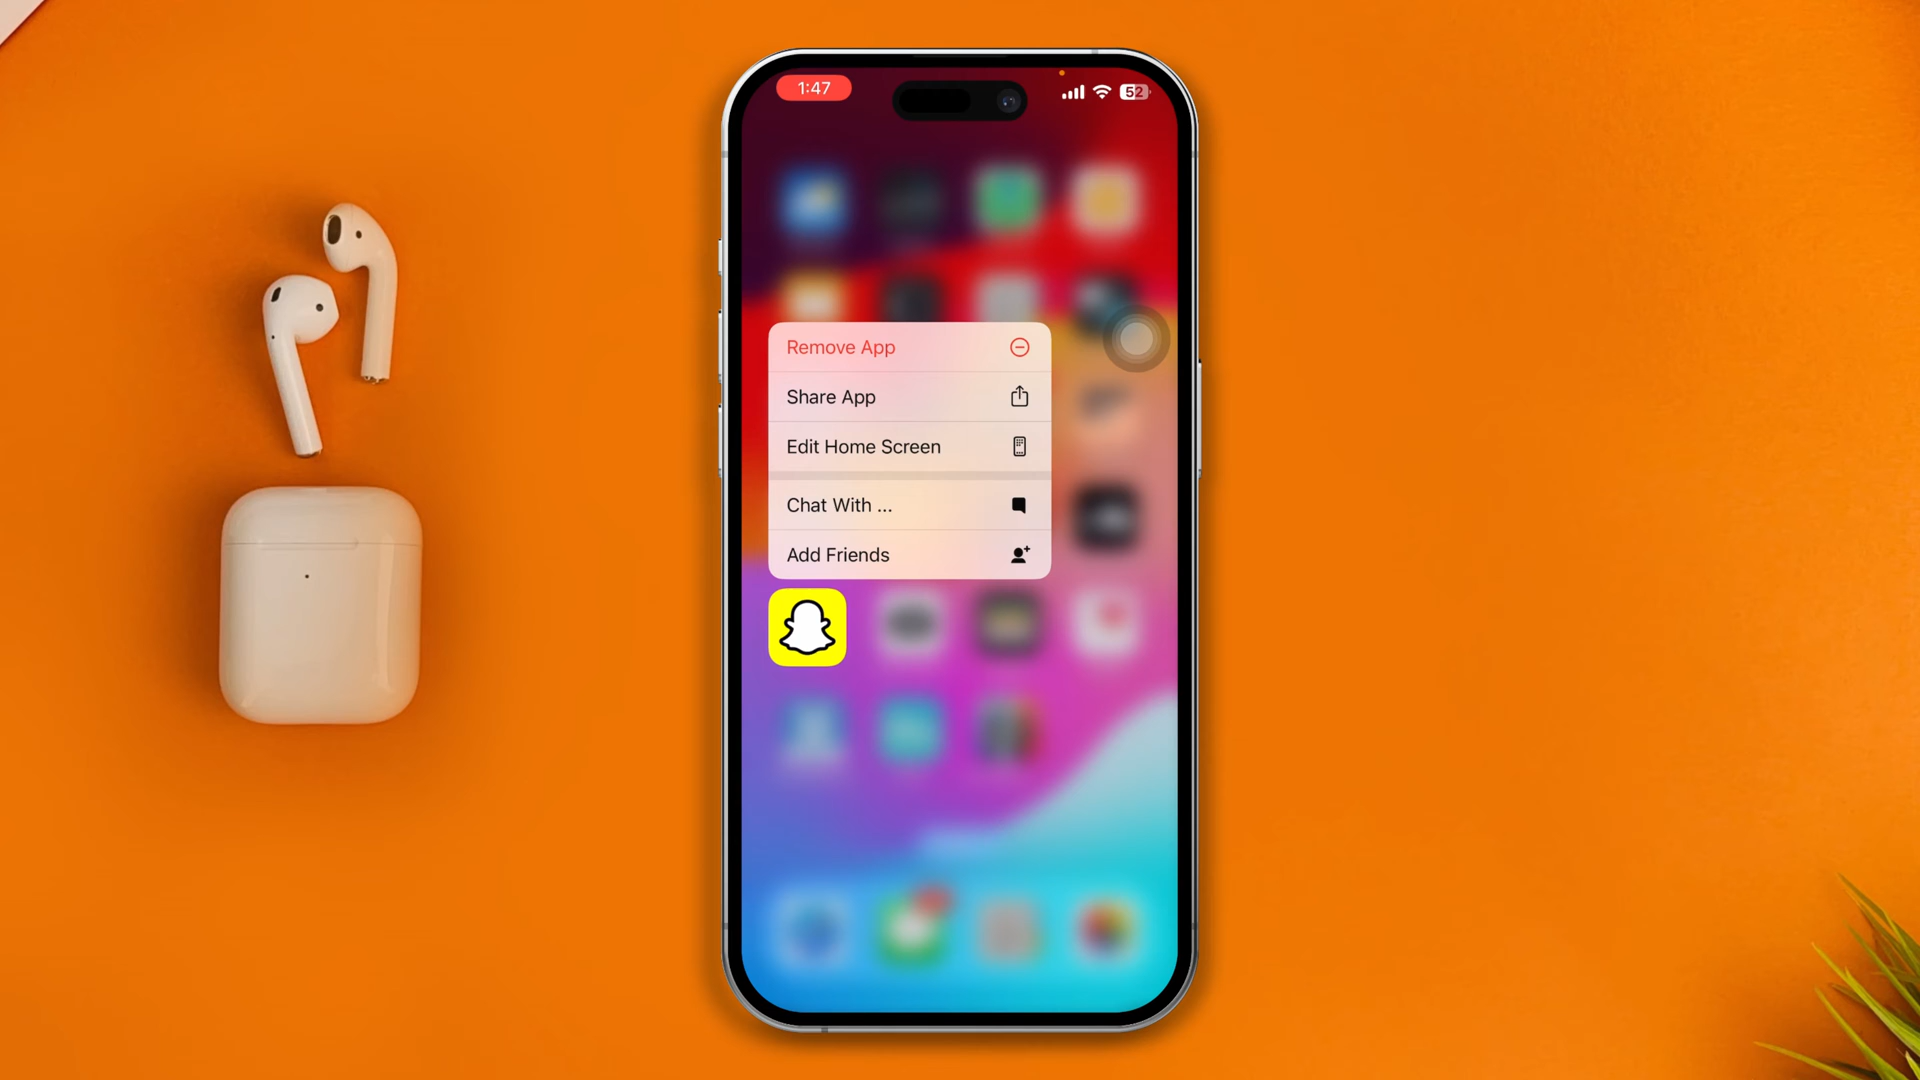 1:47
52
Remove App
Share App
Edit Home Screen
Chat With ...
Add Friends